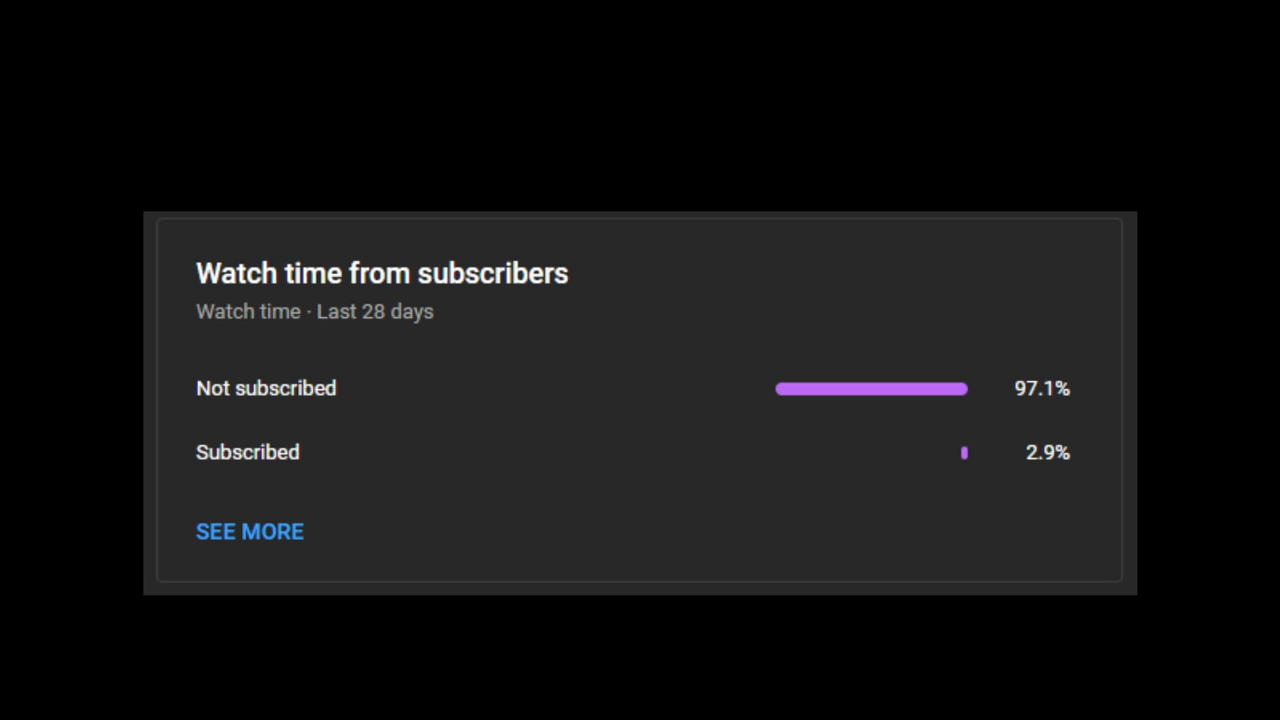 Watch time from subscribers
Watch time · Last 28 days
Not subscribed 97.1%
Subscribed 2.9%
SEE MORE